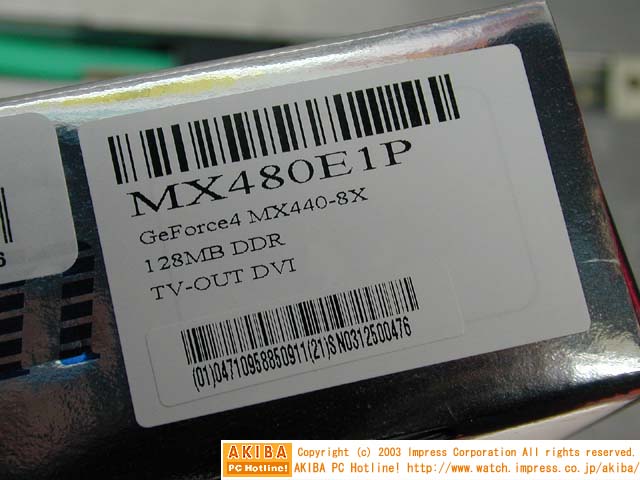 MX480E1P
GeForce4 MX440-8X
128MB DDR
TV-OUT DVI
(01)04710958850911(21)SN0312500476
6
AKIBA
PC Hotline!
Copyright (c) 2003 Impress Corporation All rights reserved.
AKIBA PC Hotline! http://www.watch.impress.co.jp/akiba/